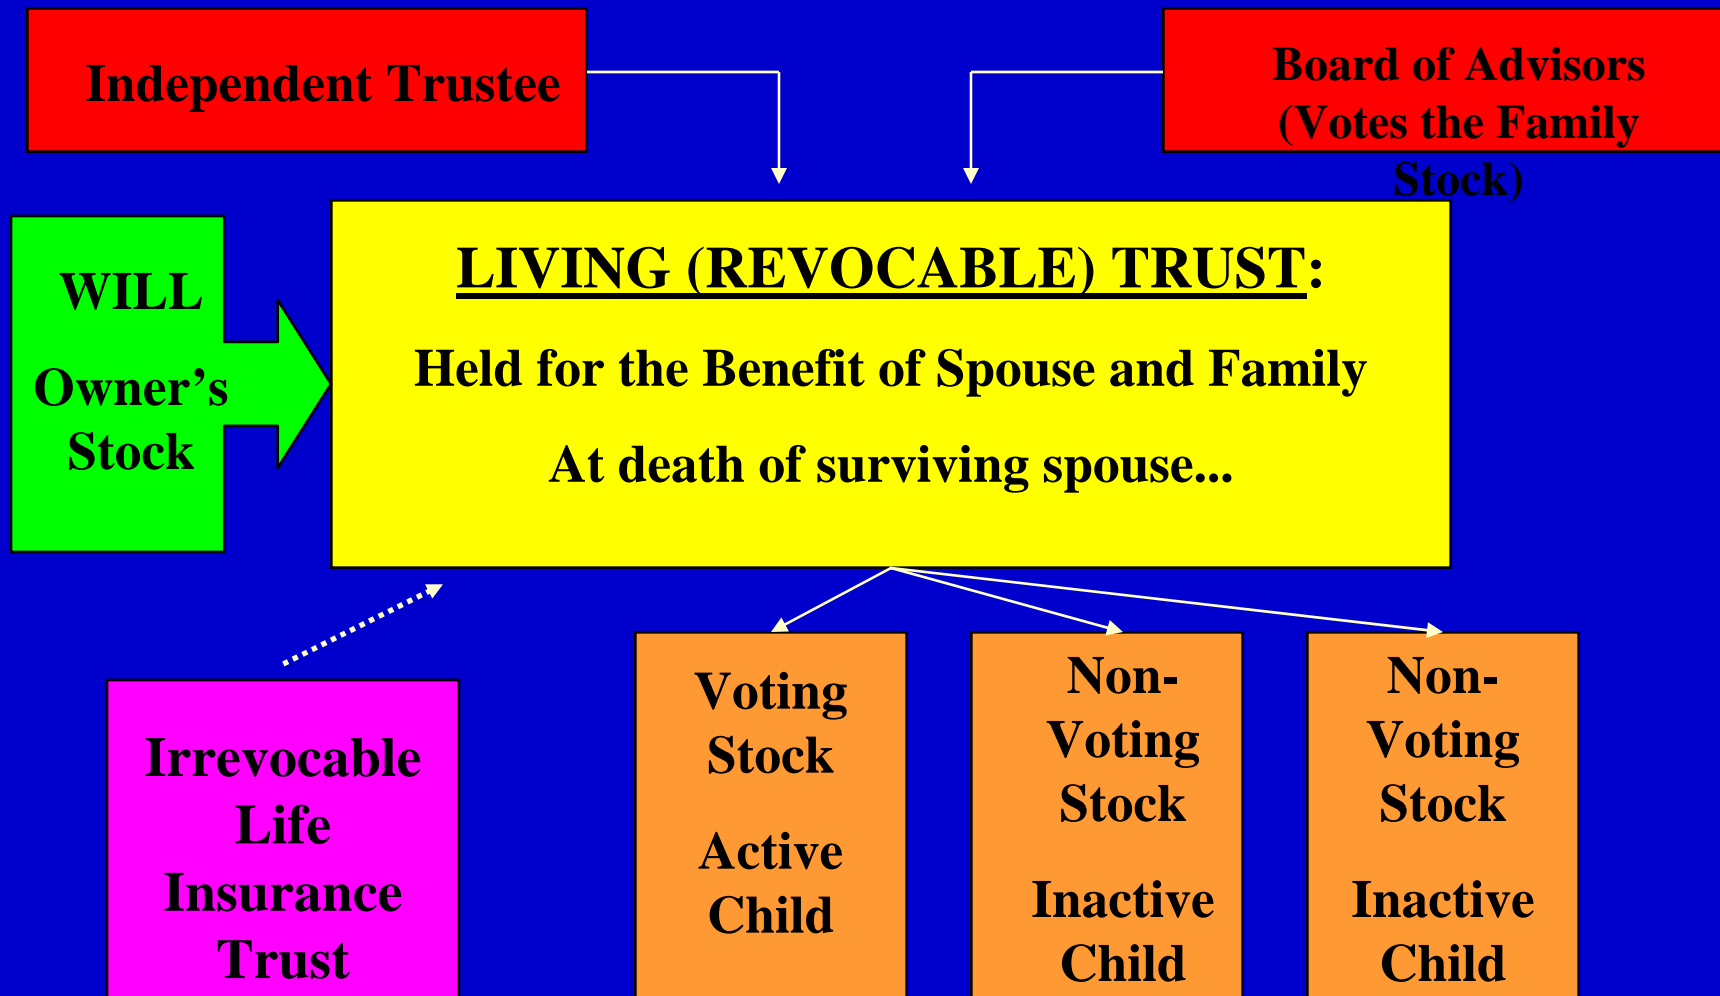 Independent Trustee
Board of Advisors
(Votes the Family
Stock)
WILL
Owner’s
Stock
LIVING (REVOCABLE) TRUST:
Held for the Benefit of Spouse and Family
At death of surviving spouse...
Irrevocable
Life
Insurance
Trust
Voting
Stock
Active
Child
Non-
Voting
Stock
Inactive
Child
Non-
Voting
Stock
Inactive
Child